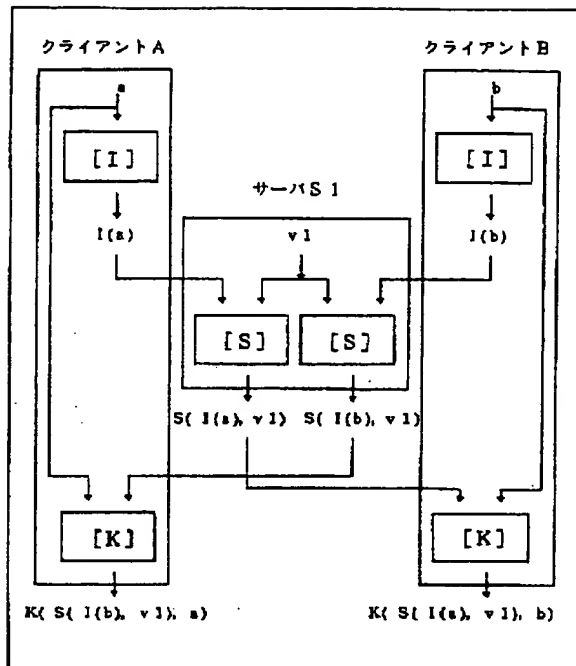 クライアントA クライアントB
a b
[I] [I]
サーバS1
I(a) v1 I(b)
[S] [S]
S( I(a), v1) S( I(b), v1)
[K] [K]
K( S( I(b), v1), a) K( S( I(a), v1), b)